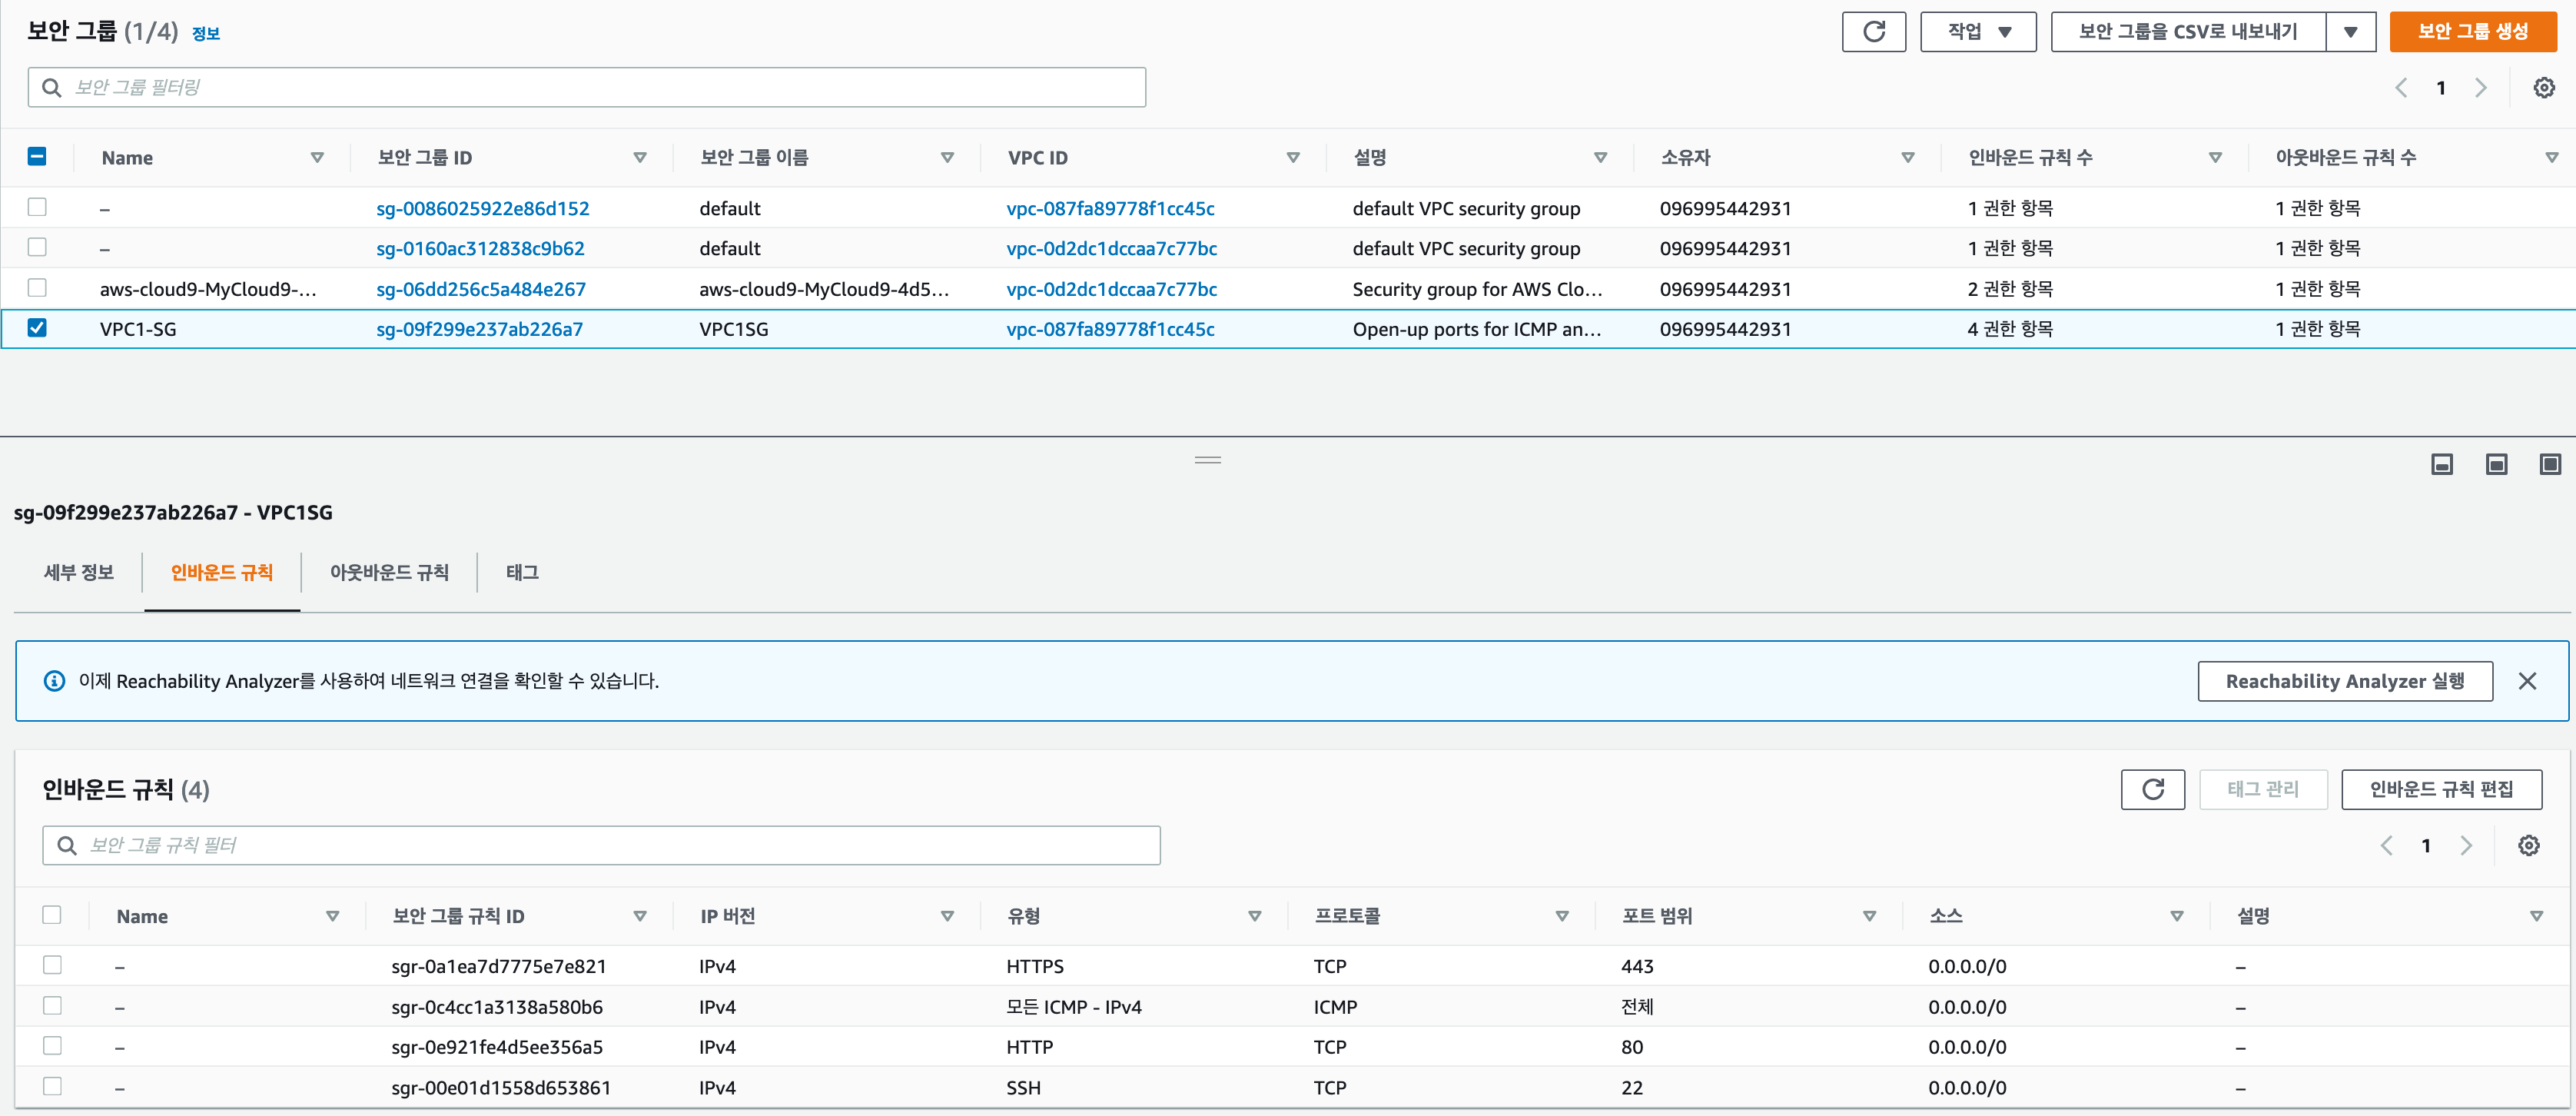 보안 그룹 (1/4) 정보
작업
보안 그룹을 CSV로 내보내기
보안 그룹 생성
보안 그룹 필터링
1
Name 보안 그룹 ID 보안 그룹 이름 VPC ID 설명 소유자 인바운드 규칙 수 아웃바운드 규칙 수
– sg-0086025922e86d152 default vpc-087fa89778f1cc45c default VPC security group 096995442931 1 권한 항목 1 권한 항목
– sg-0160ac312838c9b62 default vpc-0d2dc1dccaa7c77bc default VPC security group 096995442931 1 권한 항목 1 권한 항목
aws-cloud9-MyCloud9-... sg-06dd256c5a484e267 aws-cloud9-MyCloud9-4d5... vpc-0d2dc1dccaa7c77bc Security group for AWS Clo... 096995442931 2 권한 항목 1 권한 항목
VPC1-SG sg-09f299e237ab226a7 VPC1SG vpc-087fa89778f1cc45c Open-up ports for ICMP an... 096995442931 4 권한 항목 1 권한 항목
sg-09f299e237ab226a7 - VPC1SG
세부 정보 인바운드 규칙 아웃바운드 규칙 태그
이제 Reachability Analyzer를 사용하여 네트워크 연결을 확인할 수 있습니다.
Reachability Analyzer 실행
인바운드 규칙 (4)
태그 관리
인바운드 규칙 편집
보안 그룹 규칙 필터
1
Name 보안 그룹 규칙 ID IP 버전 유형 프로토콜 포트 범위 소스 설명
– sgr-0a1ea7d7775e7e821 IPv4 HTTPS TCP 443 0.0.0.0/0 –
– sgr-0c4cc1a3138a580b6 IPv4 모든 ICMP - IPv4 ICMP 전체 0.0.0.0/0 –
– sgr-0e921fe4d5ee356a5 IPv4 HTTP TCP 80 0.0.0.0/0 –
– sgr-00e01d1558d653861 IPv4 SSH TCP 22 0.0.0.0/0 –